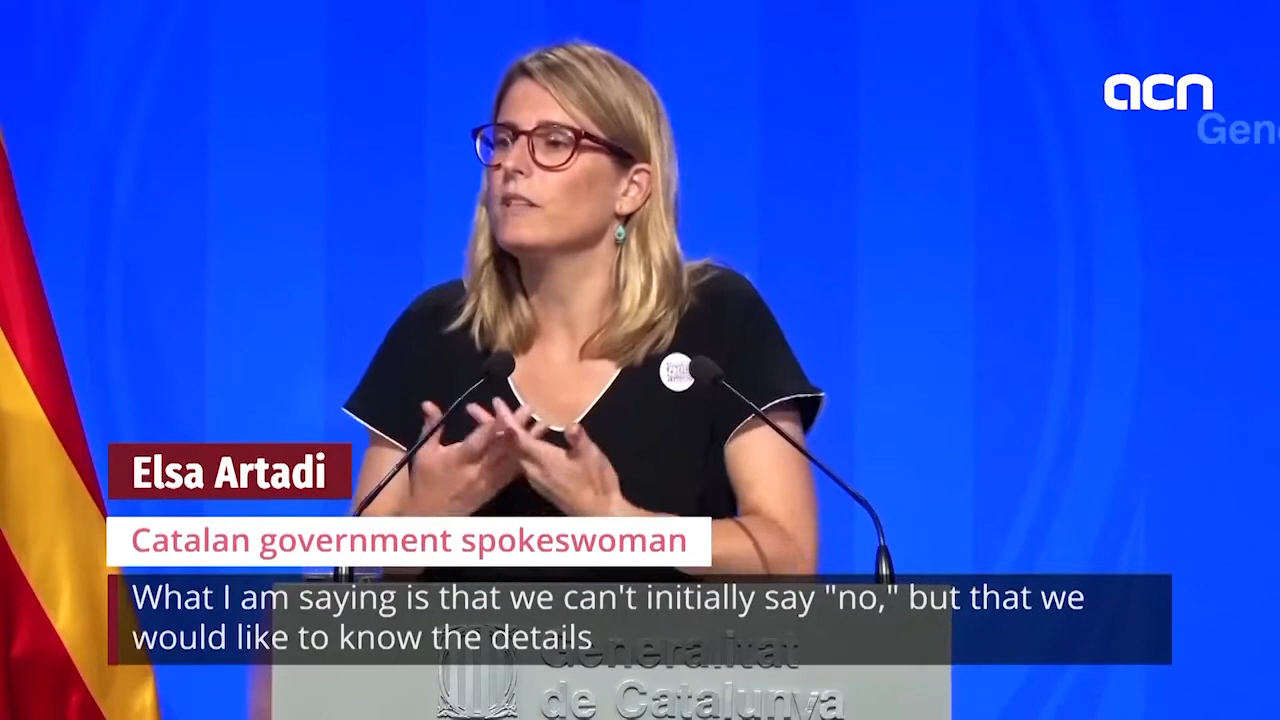 acn
Gen
Elsa Artadi
Catalan government spokeswoman
What I am saying is that we can't initially say "no," but that we
would like to know the details
Generalitat
de Catalunya